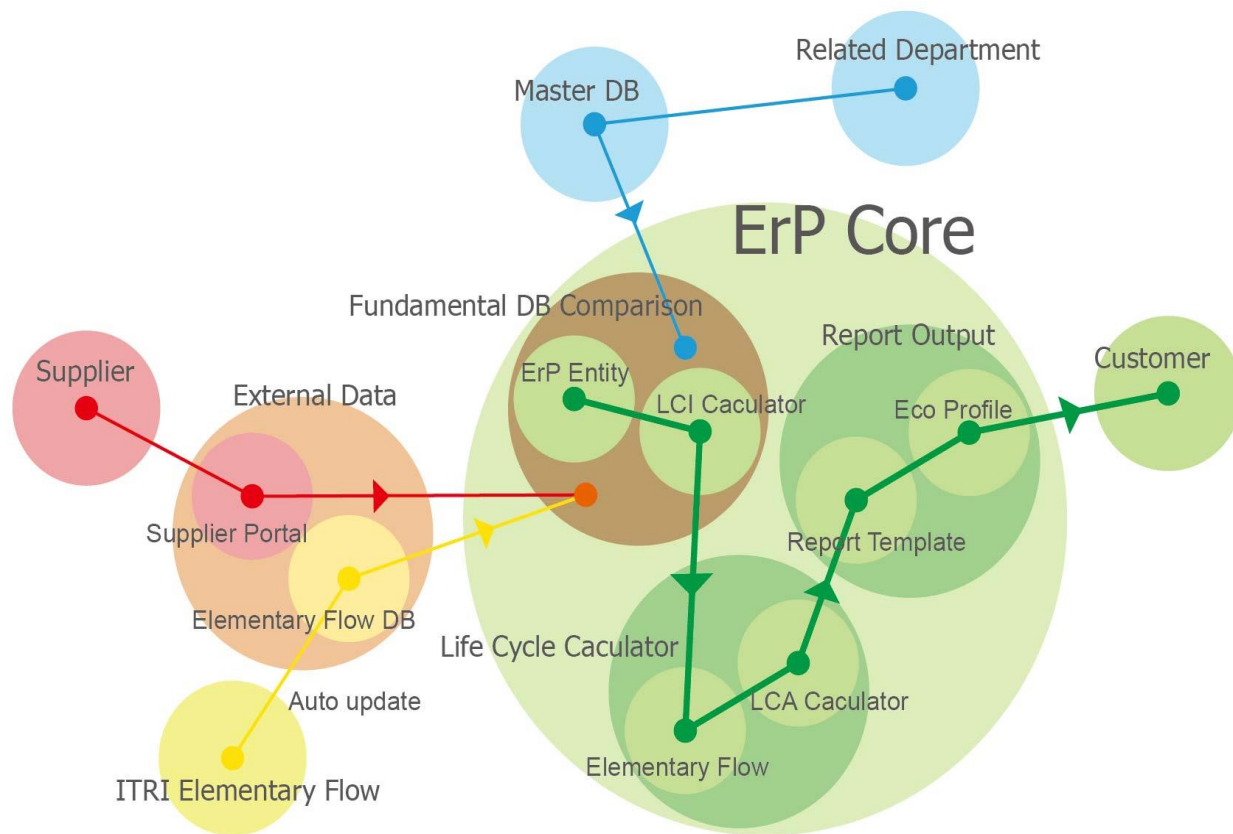 Related Department
Master DB
ErP Core
Fundamental DB Comparison
Report Output
Customer
Supplier
ErP Entity
External Data
LCI Caculator
Eco Profile
Supplier Portal
Report Template
Elementary Flow DB
Life Cycle Caculator
Auto update
LCA Caculator
Elementary Flow
ITRI Elementary Flow